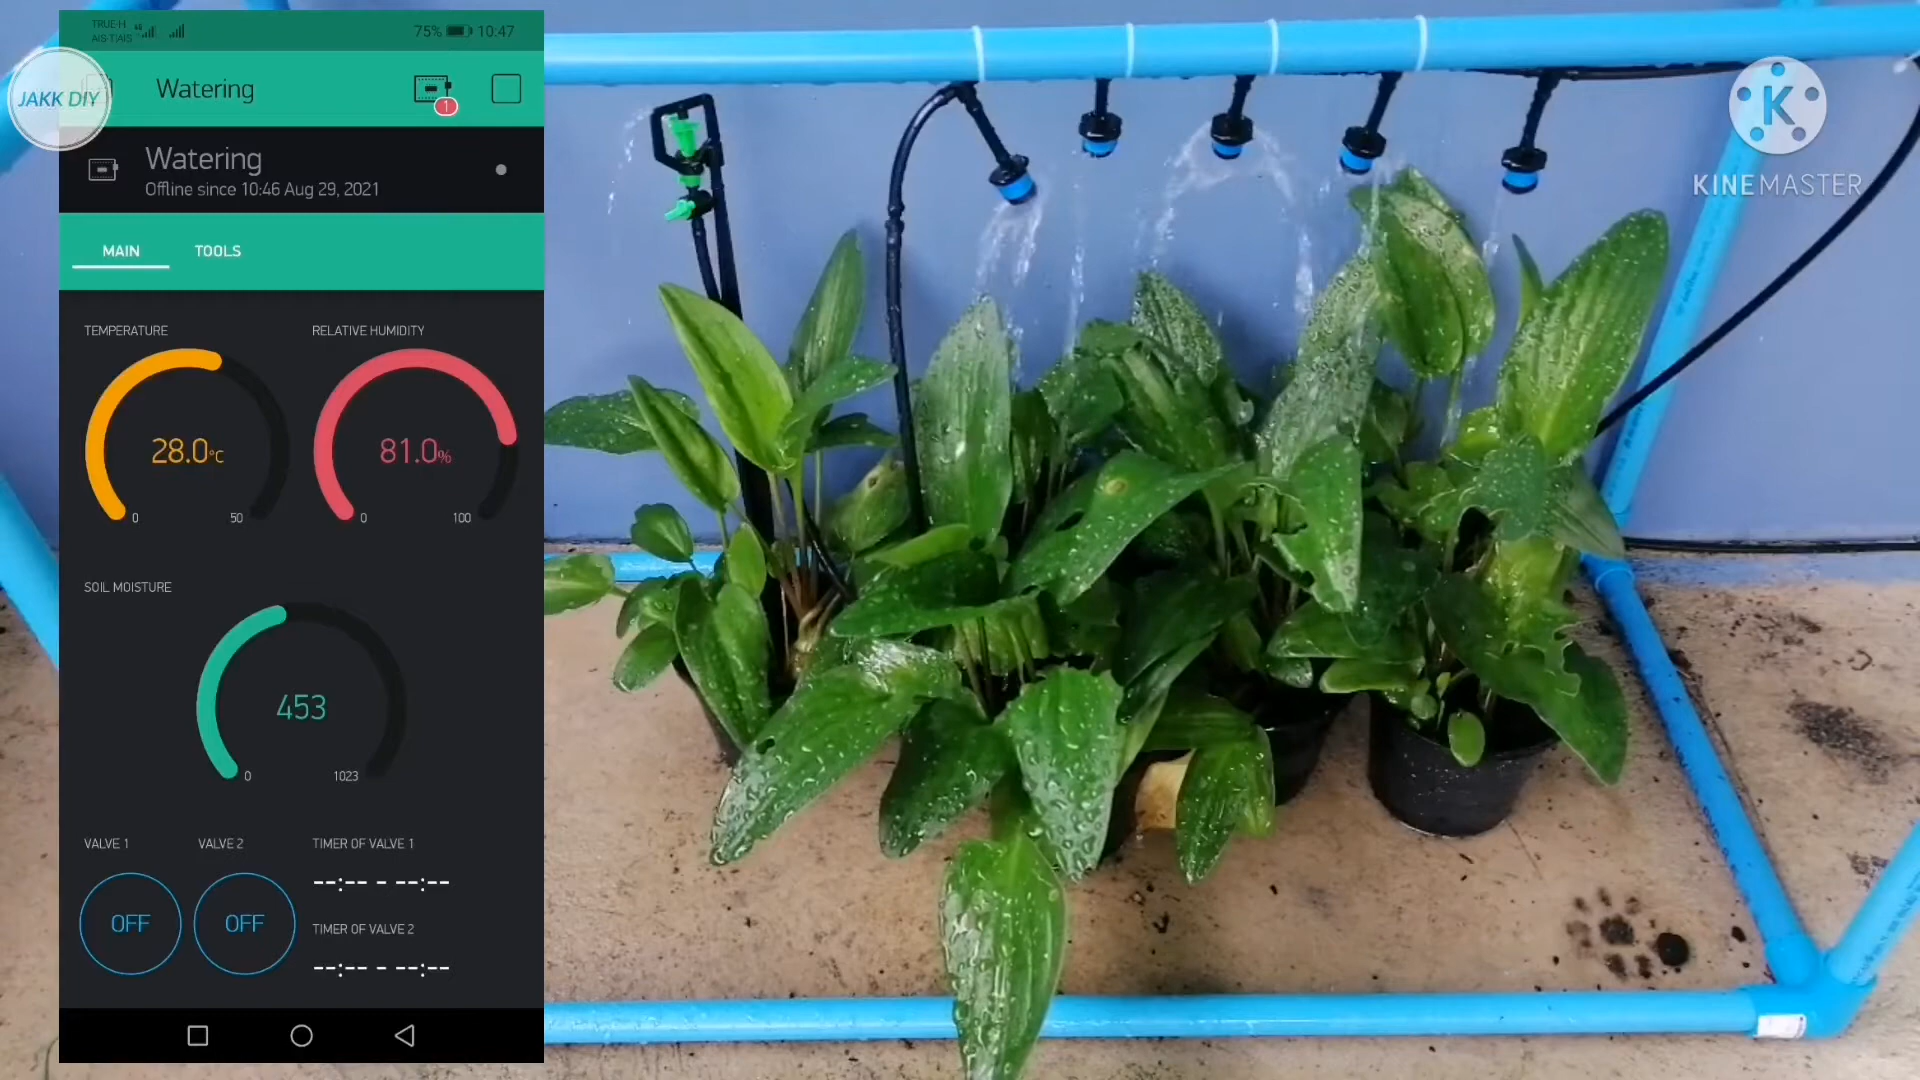 TRUE-H
AIS-T|AIS
75% 10:47
JAKK DIY
Watering
1
Watering
Offline since 10:46 Aug 29, 2021
MAIN TOOLS
TEMPERATURE RELATIVE HUMIDITY
28.0°C 81.0%
0 50 0 100
SOIL MOISTURE
453
0 1023
VALVE 1 VALVE 2 TIMER OF VALVE 1
--:-- - --:--
OFF OFF
TIMER OF VALVE 2
--:-- - --:--
K
KINEMASTER